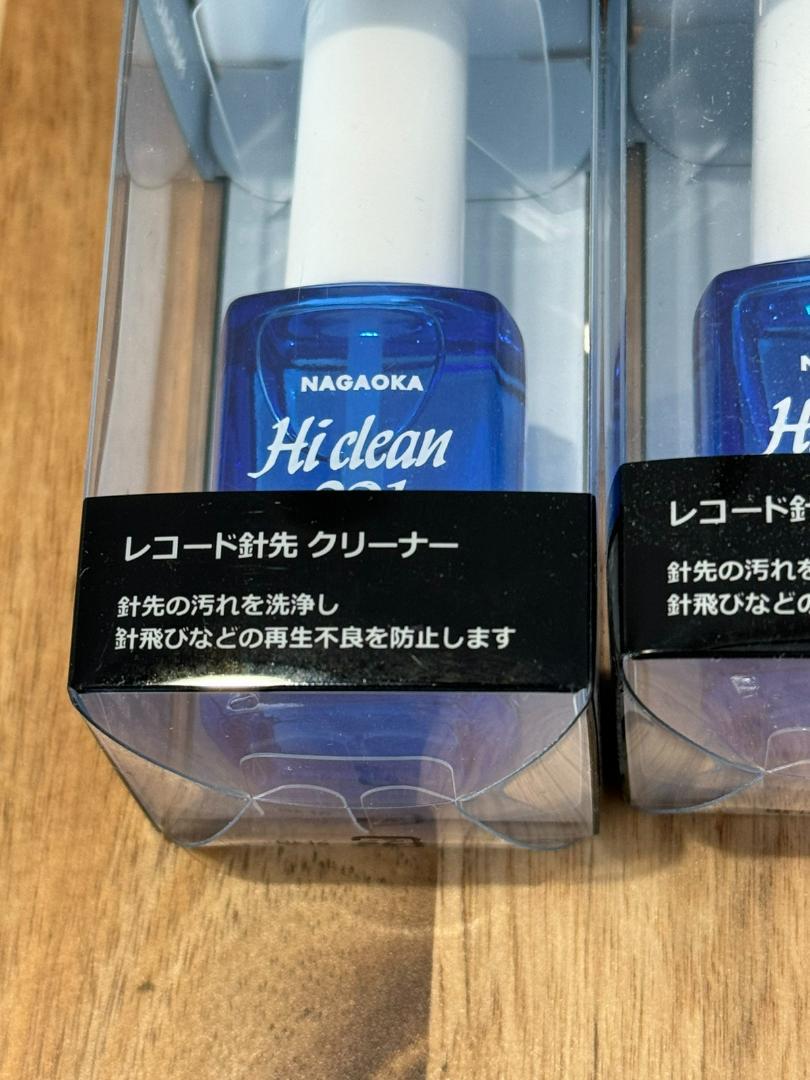 NAGAOKA
Hi clean
レコード針先 クリーナー
針先の汚れを洗浄し
針飛びなどの再生不良を防止します
N
H
レコード針
針先の汚れを
針飛びなどの